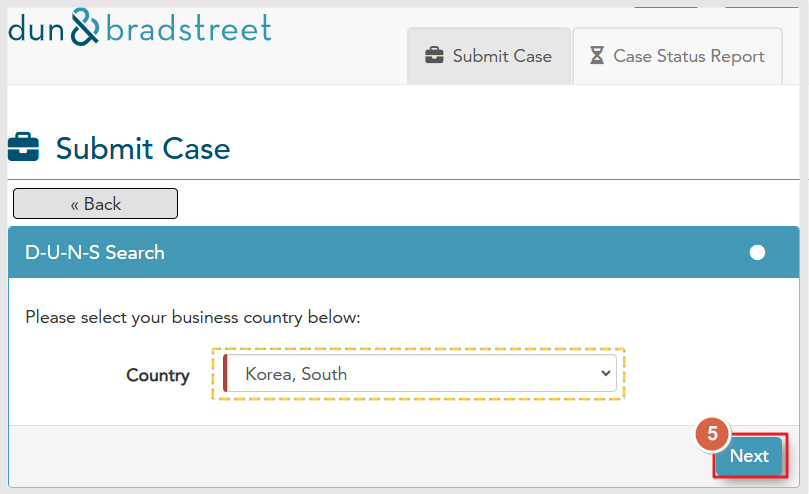 dun & bradstreet
Submit Case
Case Status Report
Submit Case
« Back
D-U-N-S Search
Please select your business country below:
Country
Korea, South
5
Next